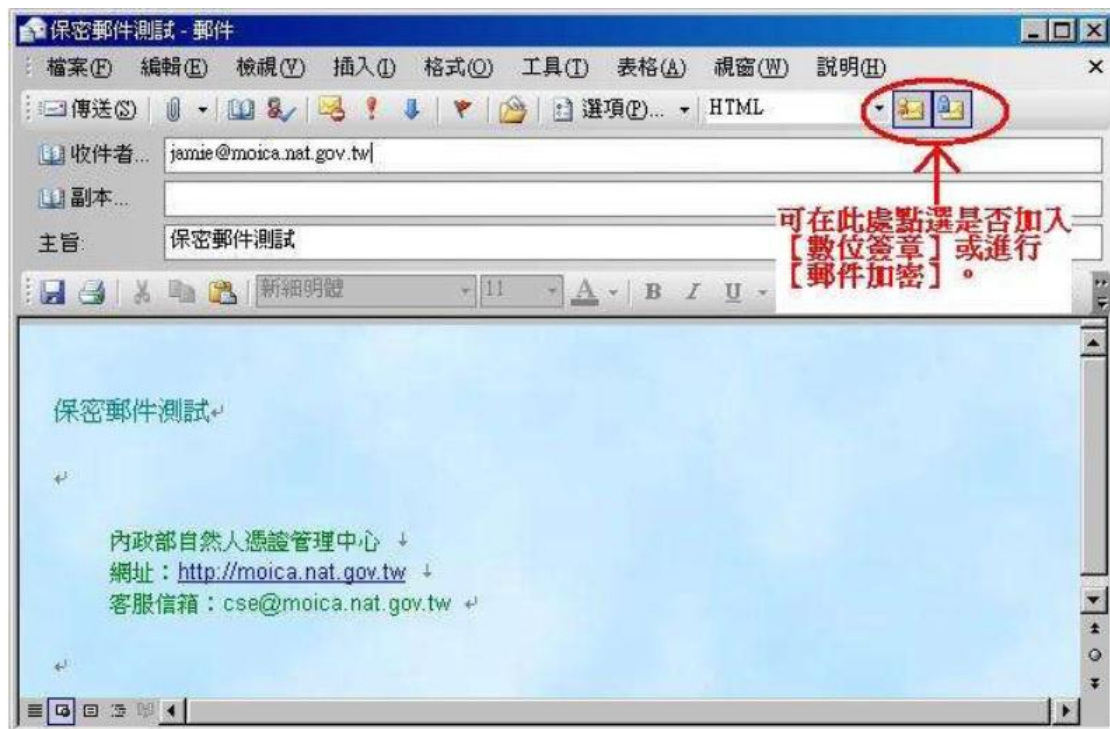 保密郵件測試 - 郵件
檔案(F) 編輯(E) 檢視(V) 插入(I) 格式(O) 工具(T) 表格(A) 視窗(W) 說明(H)
傳送(S) 選項(P)... HTML
收件者... jamie@moica.nat.gov.tw
副本...
主旨: 保密郵件測試
可在此處點選是否加入
【數位簽章】或進行
【郵件加密】。
新細明體 11 A B I U
保密郵件測試
內政部自然人憑證管理中心
網址：http://moica.nat.gov.tw
客服信箱：cse@moica.nat.gov.tw